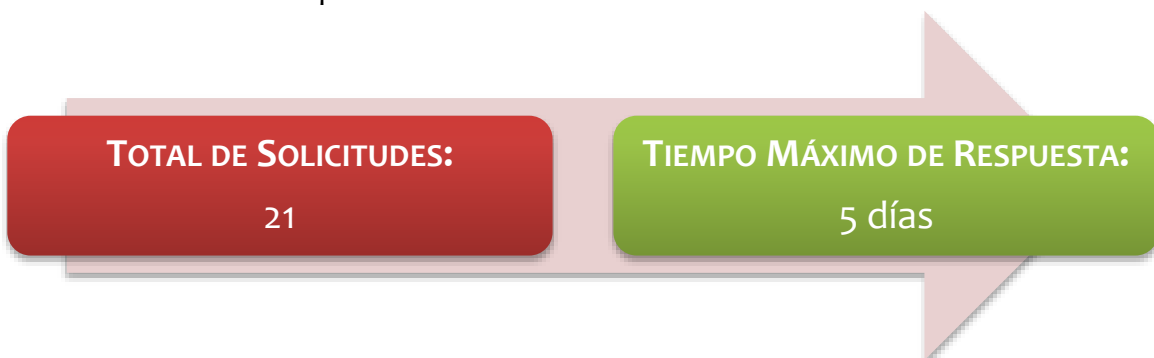 TOTAL DE SOLICITUDES:
21
TIEMPO MÁXIMO DE RESPUESTA:
5 días